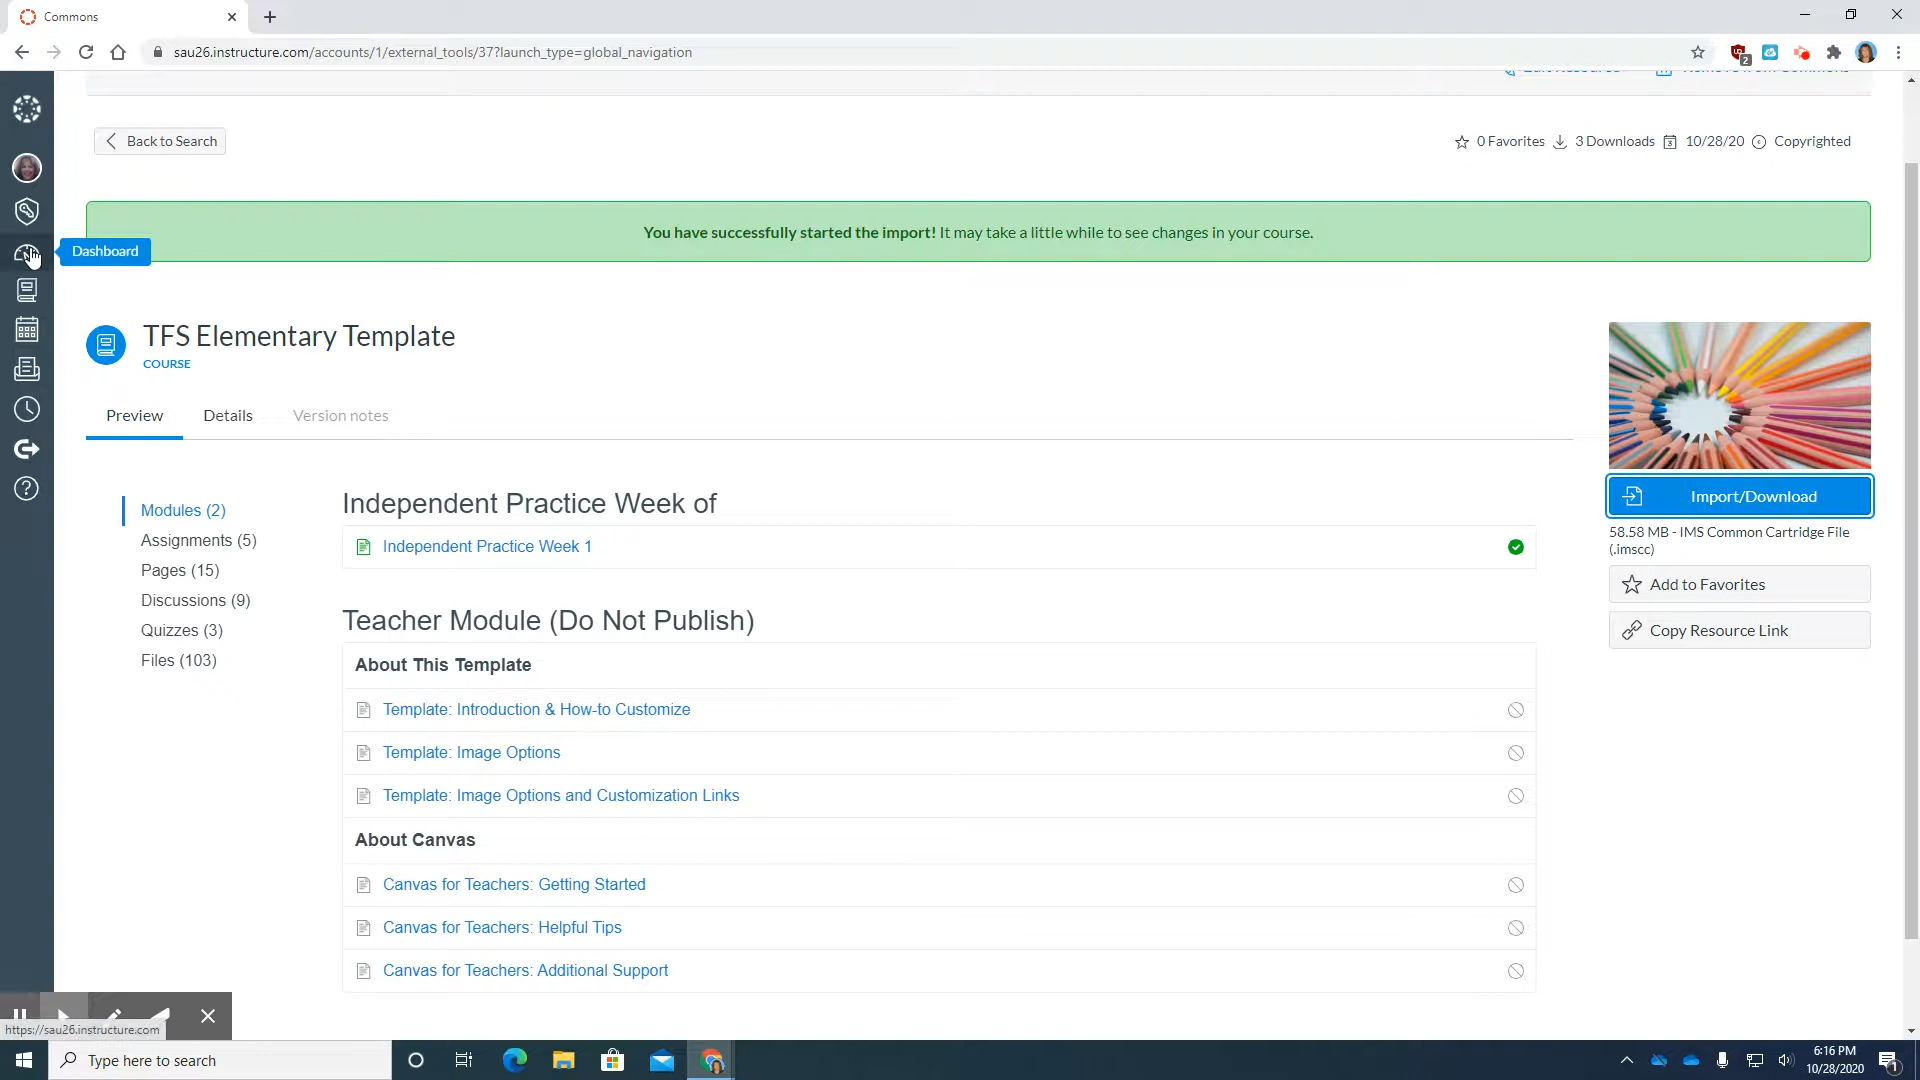 Commons
sau26.instructure.com/accounts/1/external_tools/37?launch_type=global_navigation
2
Back to Search
0 Favorites
3 Downloads
10/28/20
Copyrighted
You have successfully started the import! It may take a little while to see changes in your course.
Dashboard
TFS Elementary Template
COURSE
Preview
Details
Version notes
Modules (2)
Assignments (5)
Pages (15)
Discussions (9)
Quizzes (3)
Files (103)
Independent Practice Week of
Independent Practice Week 1
Teacher Module (Do Not Publish)
About This Template
Template: Introduction & How-to Customize
Template: Image Options
Template: Image Options and Customization Links
About Canvas
Canvas for Teachers: Getting Started
Canvas for Teachers: Helpful Tips
Canvas for Teachers: Additional Support
Import/Download
58.58 MB - IMS Common Cartridge File
(.imscc)
Add to Favorites
Copy Resource Link
https://sau26.instructure.com
Type here to search
6:16 PM
10/28/2020
1